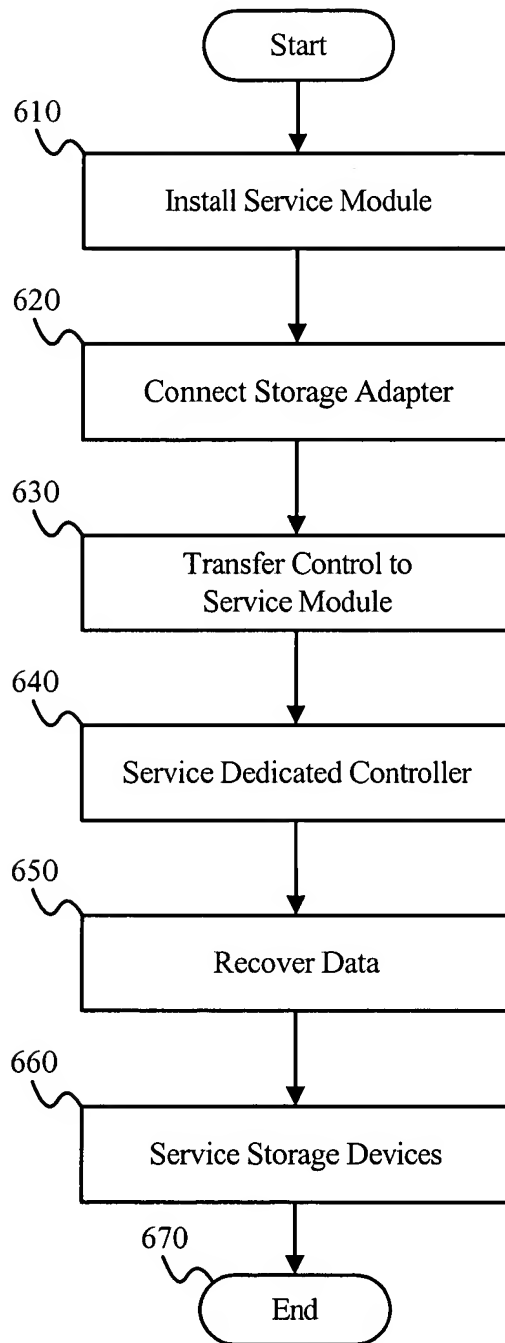 Start
610
Install Service Module
620
Connect Storage Adapter
630
Transfer Control to
Service Module
640
Service Dedicated Controller
650
Recover Data
660
Service Storage Devices
670
End